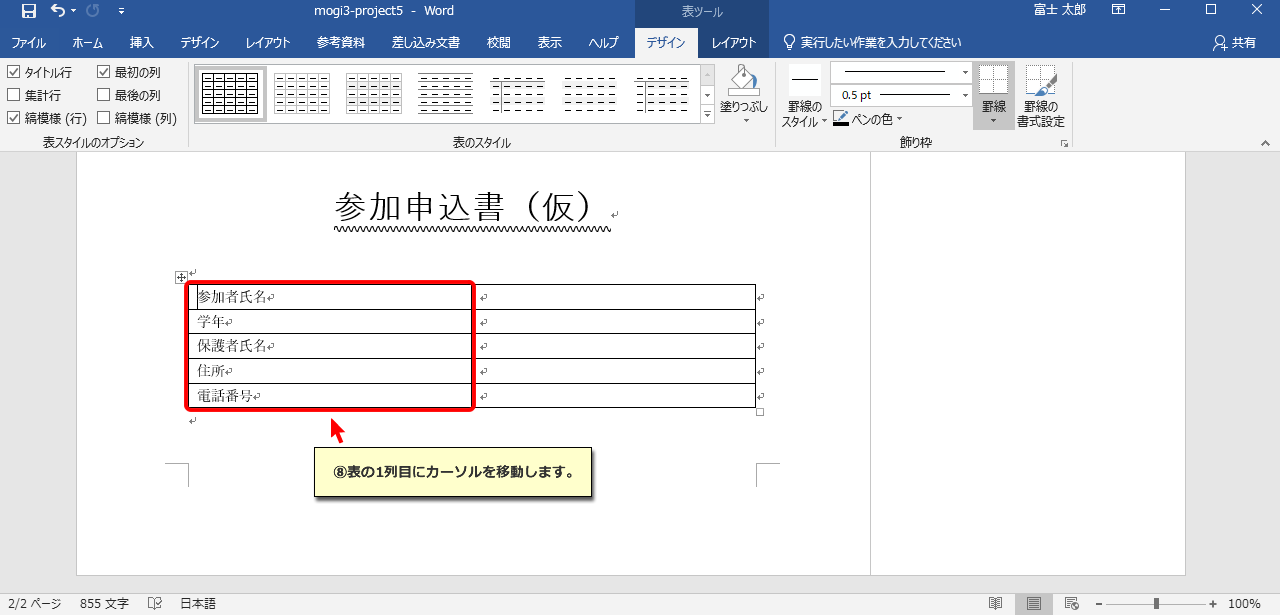 mogi3-project5 - Word
表ツール
富士 太郎
ファイル ホーム 挿入 デザイン レイアウト 参考資料 差し込み文書 校閲 表示 ヘルプ デザイン レイアウト 実行したい作業を入力してください 共有
タイトル行 最初の列
集計行 最後の列
縞模様 (行) 縞模様 (列)
表スタイルのオプション
表のスタイル
塗りつぶし
罫線の
スタイル
0.5 pt
ペンの色
罫線
罫線の
書式設定
飾り枠
参加申込書（仮）
参加者氏名
学年
保護者氏名
住所
電話番号
⑧表の1列目にカーソルを移動します。
2/2 ページ 855 文字 日本語 100%